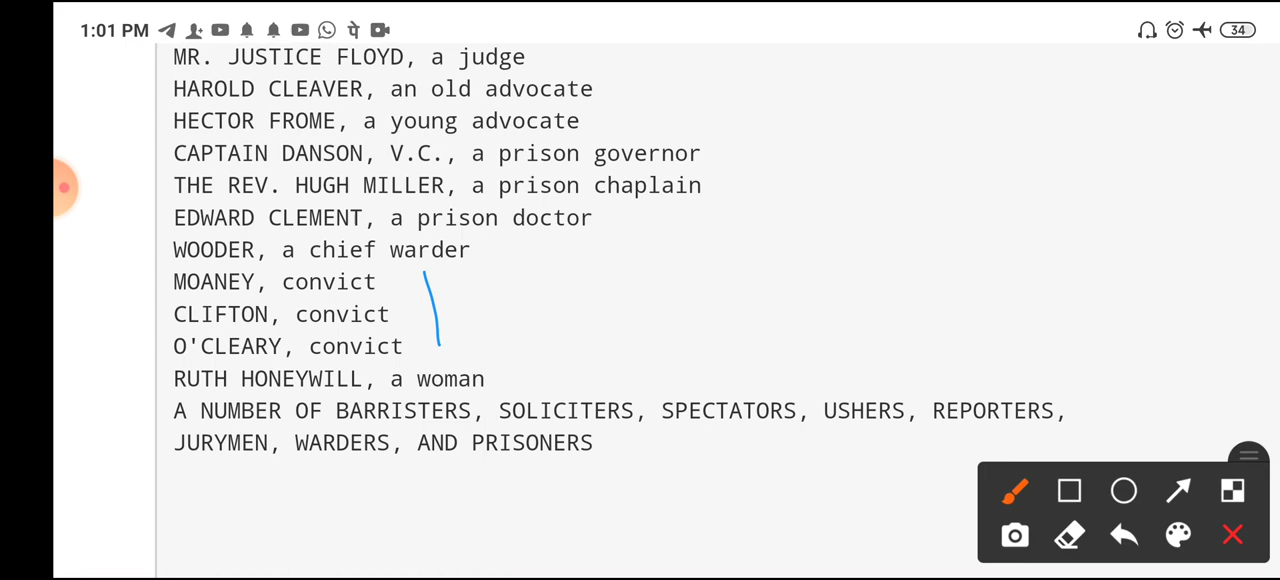 1:01 PM 34
MR. JUSTICE FLOYD, a judge
HAROLD CLEAVER, an old advocate
HECTOR FROME, a young advocate
CAPTAIN DANSON, V.C., a prison governor
THE REV. HUGH MILLER, a prison chaplain
EDWARD CLEMENT, a prison doctor
WOODER, a chief warder
MOANEY, convict
CLIFTON, convict
O'CLEARY, convict
RUTH HONEYWILL, a woman
A NUMBER OF BARRISTERS, SOLICITERS, SPECTATORS, USHERS, REPORTERS,
JURYMEN, WARDERS, AND PRISONERS